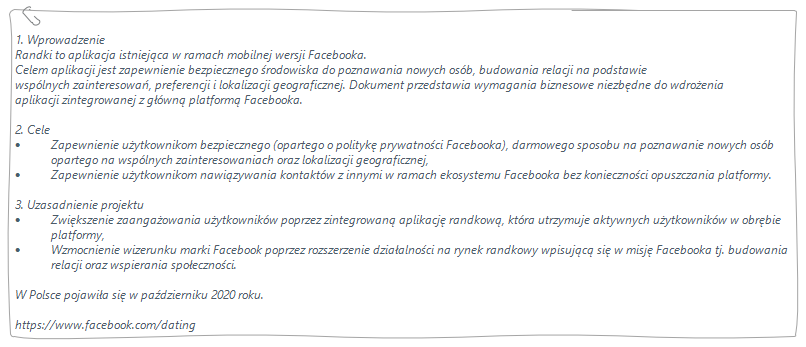 1. Wprowadzenie
Randki to aplikacja istniejąca w ramach mobilnej wersji Facebooka.
Celem aplikacji jest zapewnienie bezpiecznego środowiska do poznawania nowych osób, budowania relacji na podstawie
wspólnych zainteresowań, preferencji i lokalizacji geograficznej. Dokument przedstawia wymagania biznesowe niezbędne do wdrożenia
aplikacji zintegrowanej z główną platformą Facebooka.
2. Cele
• Zapewnienie użytkownikom bezpiecznego (opartego o politykę prywatności Facebooka), darmowego sposobu na poznawanie nowych osób
opartego na wspólnych zainteresowaniach oraz lokalizacji geograficznej,
• Zapewnienie użytkownikom nawiązywania kontaktów z innymi w ramach ekosystemu Facebooka bez konieczności opuszczania platformy.
3. Uzasadnienie projektu
• Zwiększenie zaangażowania użytkowników poprzez zintegrowaną aplikację randkową, która utrzymuje aktywnych użytkowników w obrębie
platformy,
• Wzmocnienie wizerunku marki Facebook poprzez rozszerzenie działalności na rynek randkowy wpisującą się w misję Facebooka tj. budowania
relacji oraz wspierania społeczności.
W Polsce pojawiła się w październiku 2020 roku.
https://www.facebook.com/dating